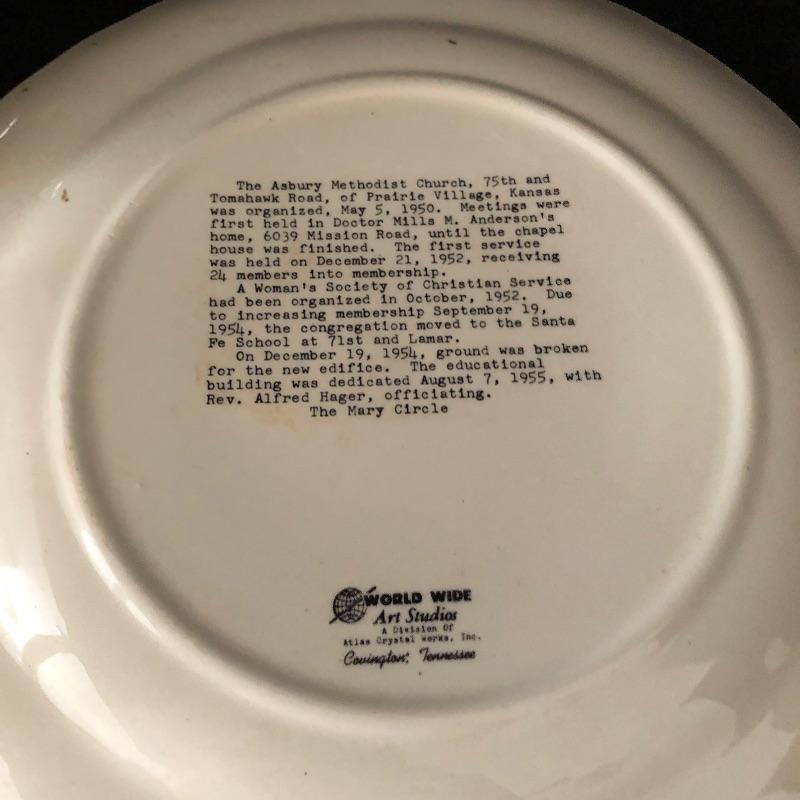 The Asbury Methodist Church, 75th and
Tomahawk Road, of Prairie Village, Kansas
was organized, May 5, 1950. Meetings were
first held in Doctor Mills M. Anderson's
home, 6039 Mission Road, until the chapel
house was finished. The first service
was held on December 21, 1952, receiving
24 members into membership.
A Woman's Society of Christian Service
had been organized in October, 1952. Due
to increasing membership September 19,
1954, the congregation moved to the Santa
Fe School at 71st and Lamar.
On December 19, 1954, ground was broken
for the new edifice. The educational
building was dedicated August 7, 1955, with
Rev. Alfred Hager, officiating.
The Mary Circle
WORLD WIDE
Art Studios
A Division Of
Atlas Crystal Works, Inc.
Covington, Tennessee